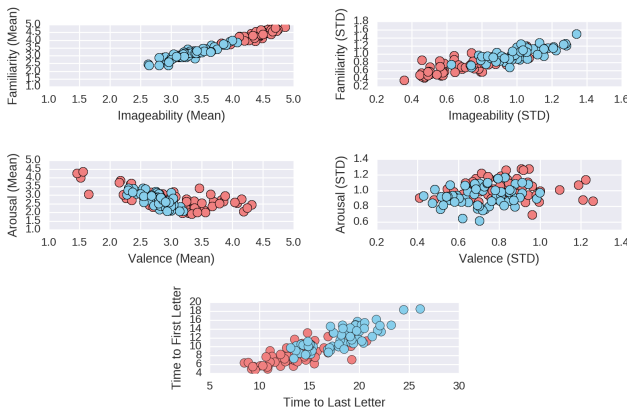 Familiarity (Mean)
5.0
4.5
4.0
3.5
3.0
2.5
2.0
1.5
1.0
1.0 1.5 2.0 2.5 3.0 3.5 4.0 4.5 5.0
Imageability (Mean)
Familiarity (STD)
1.8
1.6
1.4
1.2
1.0
0.8
0.6
0.4
0.2
0.2 0.4 0.6 0.8 1.0 1.2 1.4 1.6
Imageability (STD)
Arousal (Mean)
5.0
4.5
4.0
3.5
3.0
2.5
2.0
1.5
1.0
1.0 1.5 2.0 2.5 3.0 3.5 4.0 4.5 5.0
Valence (Mean)
Arousal (STD)
1.4
1.2
1.0
0.8
0.6
0.2 0.4 0.6 0.8 1.0 1.2 1.4
Valence (STD)
Time to First Letter
20
18
16
14
12
10
8
6
4
5 10 15 20 25 30
Time to Last Letter